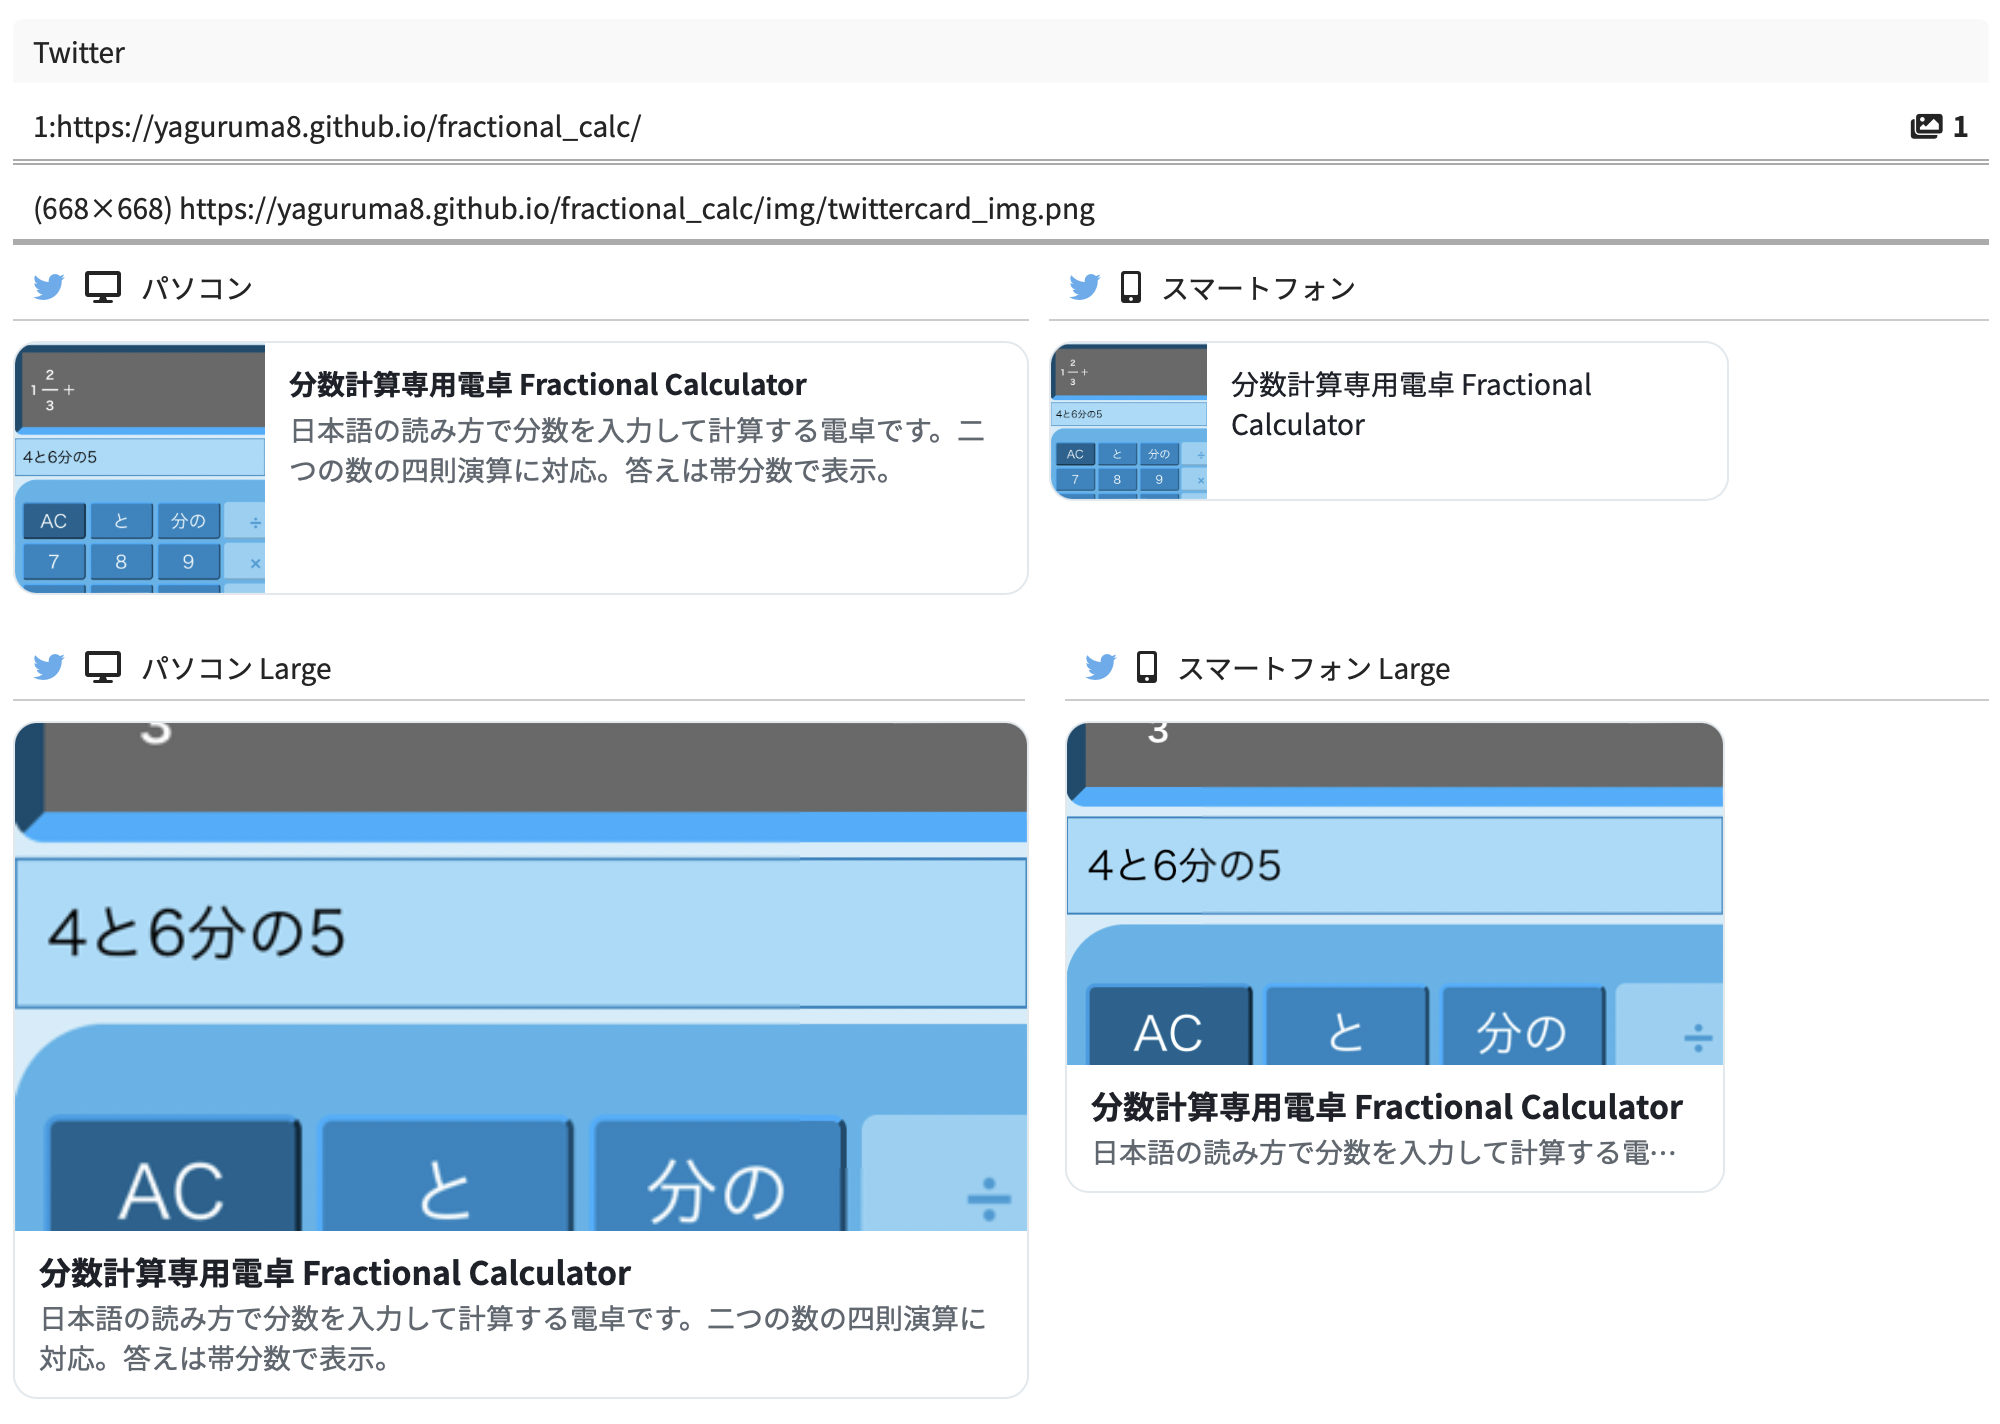 Twitter
1:https://yaguruma8.github.io/fractional_calc/
1
(668×668) https://yaguruma8.github.io/fractional_calc/img/twittercard_img.png
パソコン
1 2/3 +
4と6分の5
AC と 分の ÷
7 8 9 ×
分数計算専用電卓 Fractional Calculator
日本語の読み方で分数を入力して計算する電卓です。二
つの数の四則演算に対応。答えは帯分数で表示。
スマートフォン
1 2/3 +
4と6分の5
AC と 分の ÷
7 8 9 ×
分数計算専用電卓 Fractional
Calculator
パソコン Large
3
4と6分の5
AC と 分の ÷
分数計算専用電卓 Fractional Calculator
日本語の読み方で分数を入力して計算する電卓です。二つの数の四則演算に
対応。答えは帯分数で表示。
スマートフォン Large
3
4と6分の5
AC と 分の ÷
分数計算専用電卓 Fractional Calculator
日本語の読み方で分数を入力して計算する電…